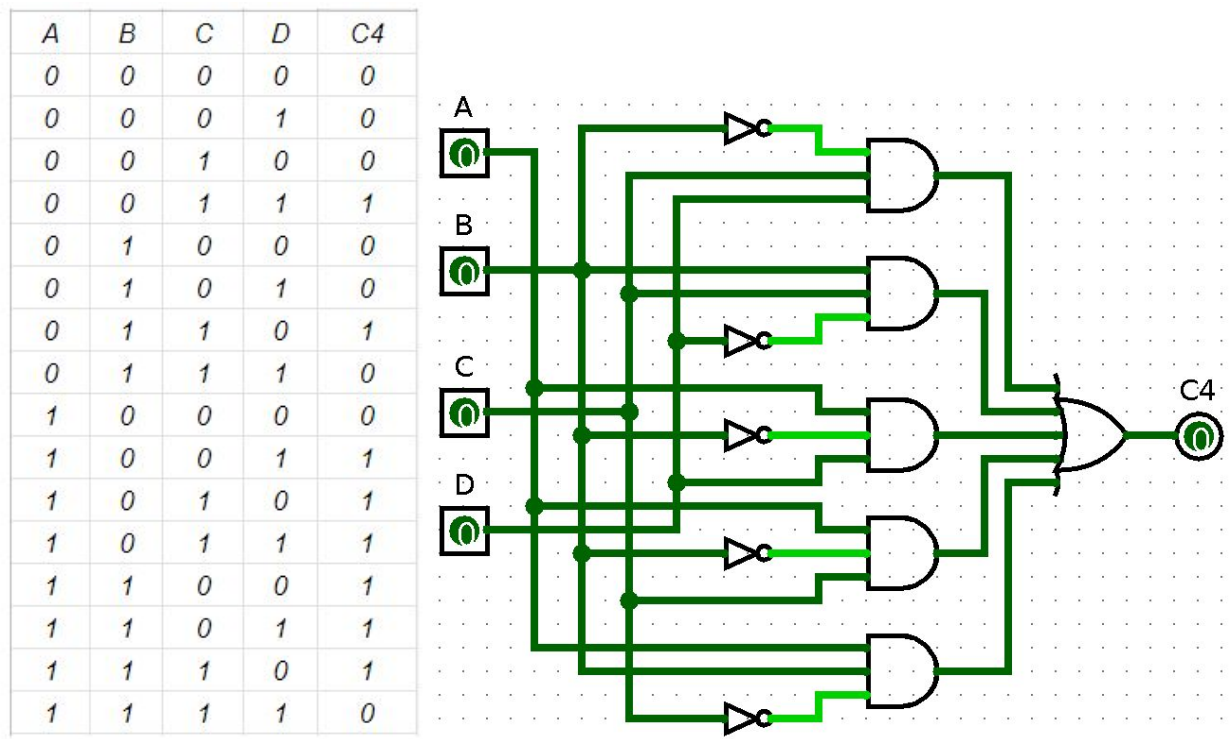 A B C D C4
0 0 0 0 0
0 0 0 1 0
0 0 1 0 0
0 0 1 1 1
0 1 0 0 0
0 1 0 1 0
0 1 1 0 1
0 1 1 1 0
1 0 0 0 0
1 0 0 1 1
1 0 1 0 1
1 0 1 1 1
1 1 0 0 1
1 1 0 1 1
1 1 1 0 1
1 1 1 1 0
A
0
B
0
C
0
D
0
C4
0